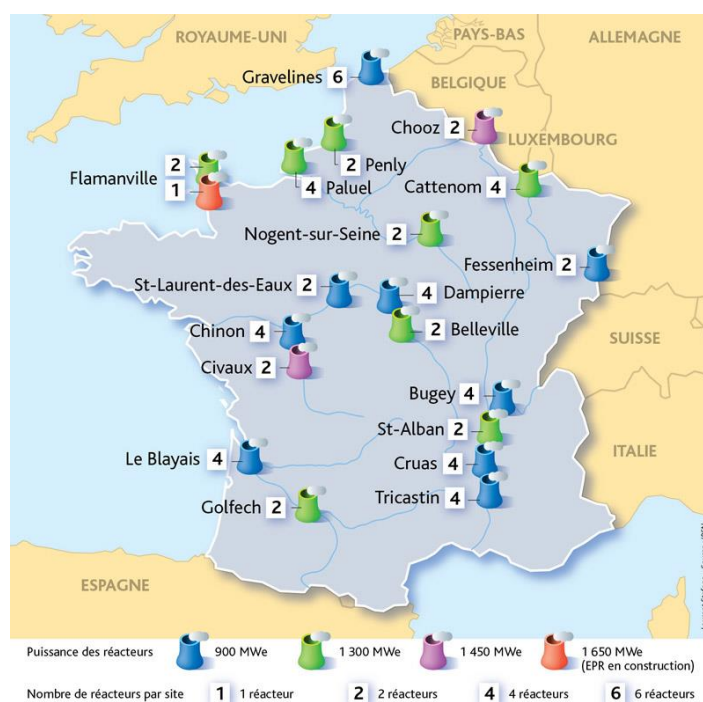 ROYAUME-UNI
PAYS-BAS
ALLEMAGNE
Gravelines 6
BELGIQUE
Chooz 2
LUXEMBOURG
2 Penly
Flamanville 2
1
4 Paluel
Cattenom 4
Nogent-sur-Seine 2
Fessenheim 2
St-Laurent-des-Eaux 2
4 Dampierre
Chinon 4
2 Belleville
SUISSE
Civaux 2
Bugey 4
St-Alban 2
ITALIE
Le Blayais 4
Cruas 4
Tricastin 4
Golfech 2
ESPAGNE
Puissance des réacteurs 900 MWe 1 300 MWe 1 450 MWe 1 650 MWe
(EPR en construction)
Nombre de réacteurs par site 1 1 réacteur 2 2 réacteurs 4 4 réacteurs 6 6 réacteurs